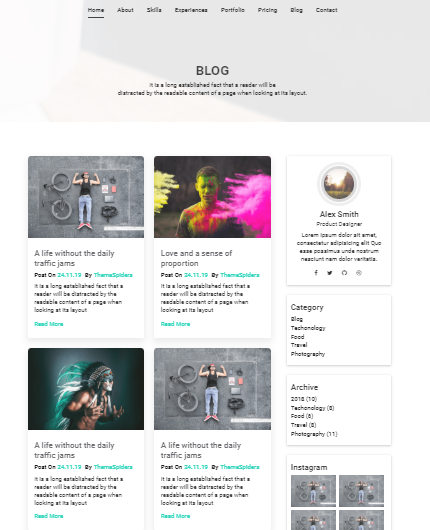 Home About Skills Experiences Portfolio Pricing Blog Contact
BLOG
It is a long established fact that a reader will be
distracted by the readable content of a page when looking at its layout.
A life without the daily
traffic jams
Post On 24.11.19 By ThemeSpiders
It is a long established fact that a
reader will be distracted by the
readable content of a page when
looking at its layout
Read More
Love and a sense of
proportion
Post On 24.11.19 By ThemaSpiders
It is a long established fact that a
reader will be distracted by the
readable content of a page when
looking at its layout
Read More
A life without the daily
traffic jams
Post On 24.11.19 By ThemaSpiders
It is a long established fact that a
reader will be distracted by the
readable content of a page when
looking at its layout
Read More
A life without the daily
traffic jams
Post On 24.11.19 By ThemaSpiders
It is a long established fact that a
reader will be distracted by the
readable content of a page when
looking at its layout
Read More
Alex Smith
Product Designer
Lorem ipsum dolor sit amet,
consectetur adipisicing elit Quo
esse possimus nostrum
nesciunt nam dolor veritatis.
Category
Blog
Techonology
Food
Travel
Photography
Archive
2018 (10)
Techonology (8)
Food (6)
Travel (8)
Photography (11)
Instagram